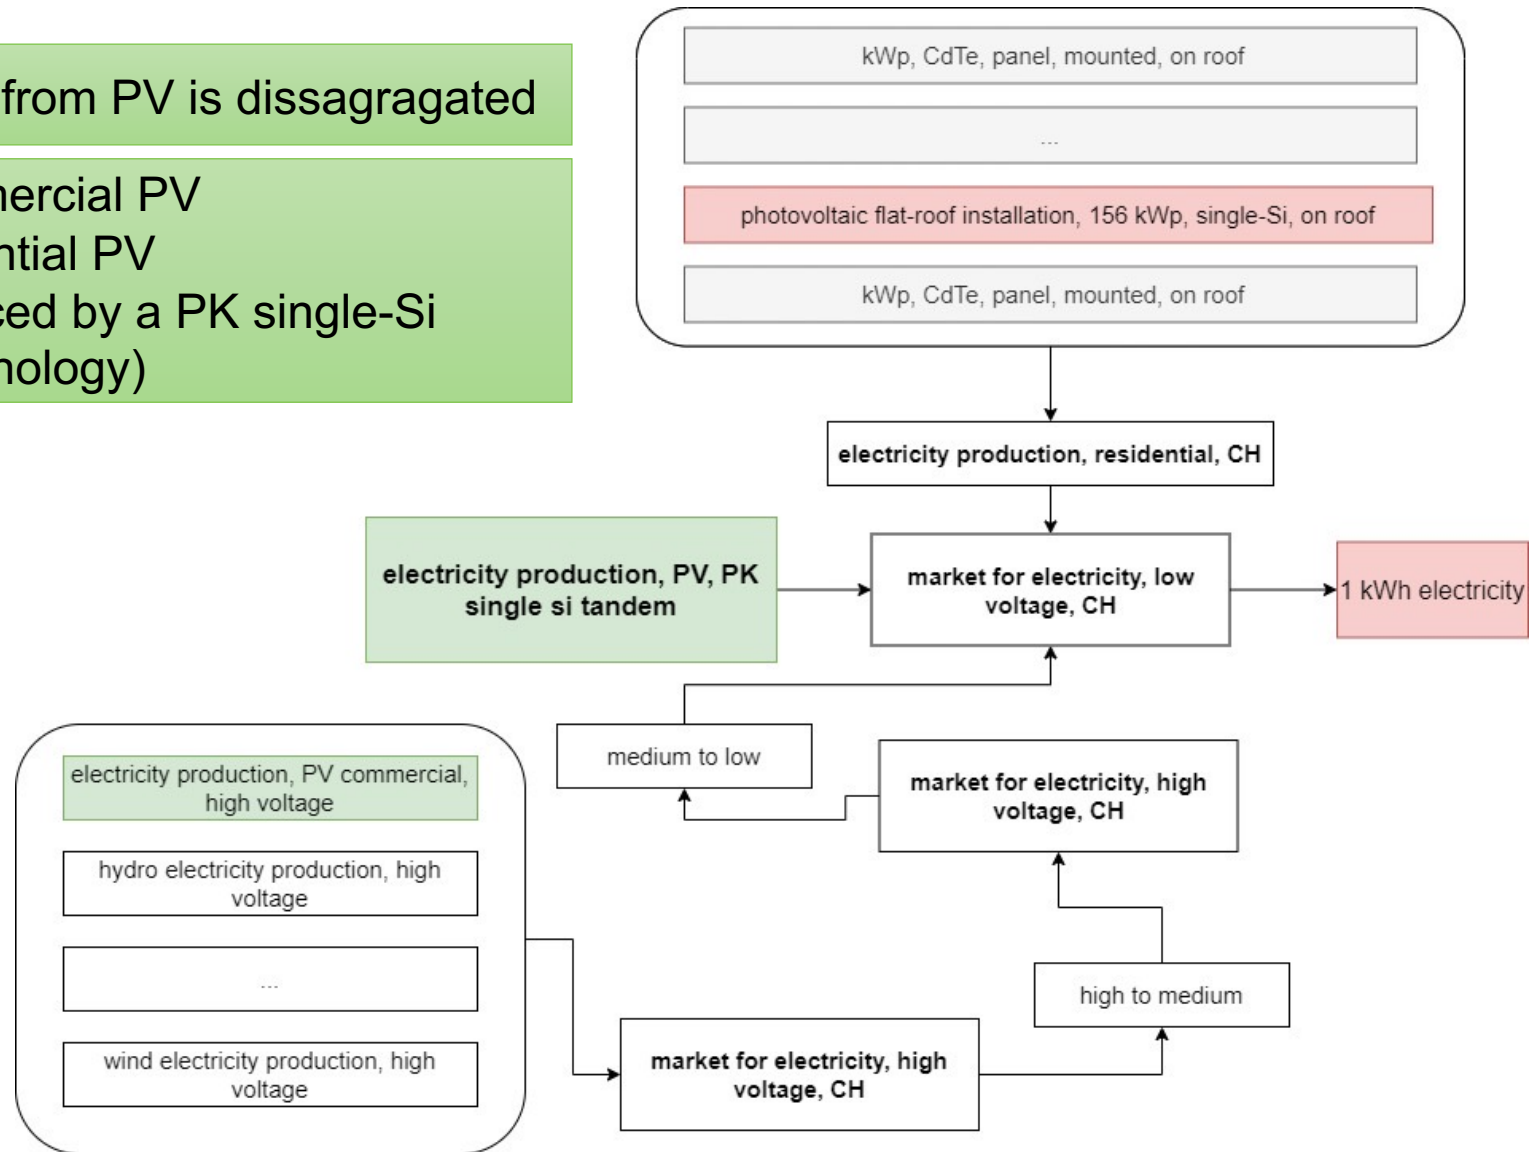 from PV is dissagragated
mercial PV
ntial PV
ced by a PK single-Si
nology)
kWp, CdTe, panel, mounted, on roof
...
photovoltaic flat-roof installation, 156 kWp, single-Si, on roof
kWp, CdTe, panel, mounted, on roof
electricity production, residential, CH
electricity production, PV, PK
single si tandem
market for electricity, low
voltage, CH
1 kWh electricity
medium to low
market for electricity, high
voltage, CH
electricity production, PV commercial,
high voltage
hydro electricity production, high
voltage
...
wind electricity production, high
voltage
high to medium
market for electricity, high
voltage, CH